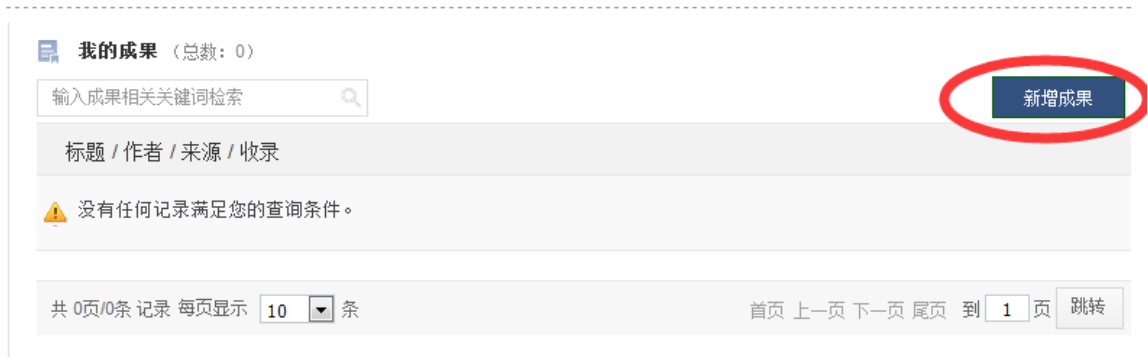 我的成果 （总数: 0）
输入成果相关关键词检索
新增成果
标题 / 作者 / 来源 / 收录
没有任何记录满足您的查询条件。
共 0页/0条 记录 每页显示 10 条 首页 上一页 下一页 尾页 到 1 页 跳转